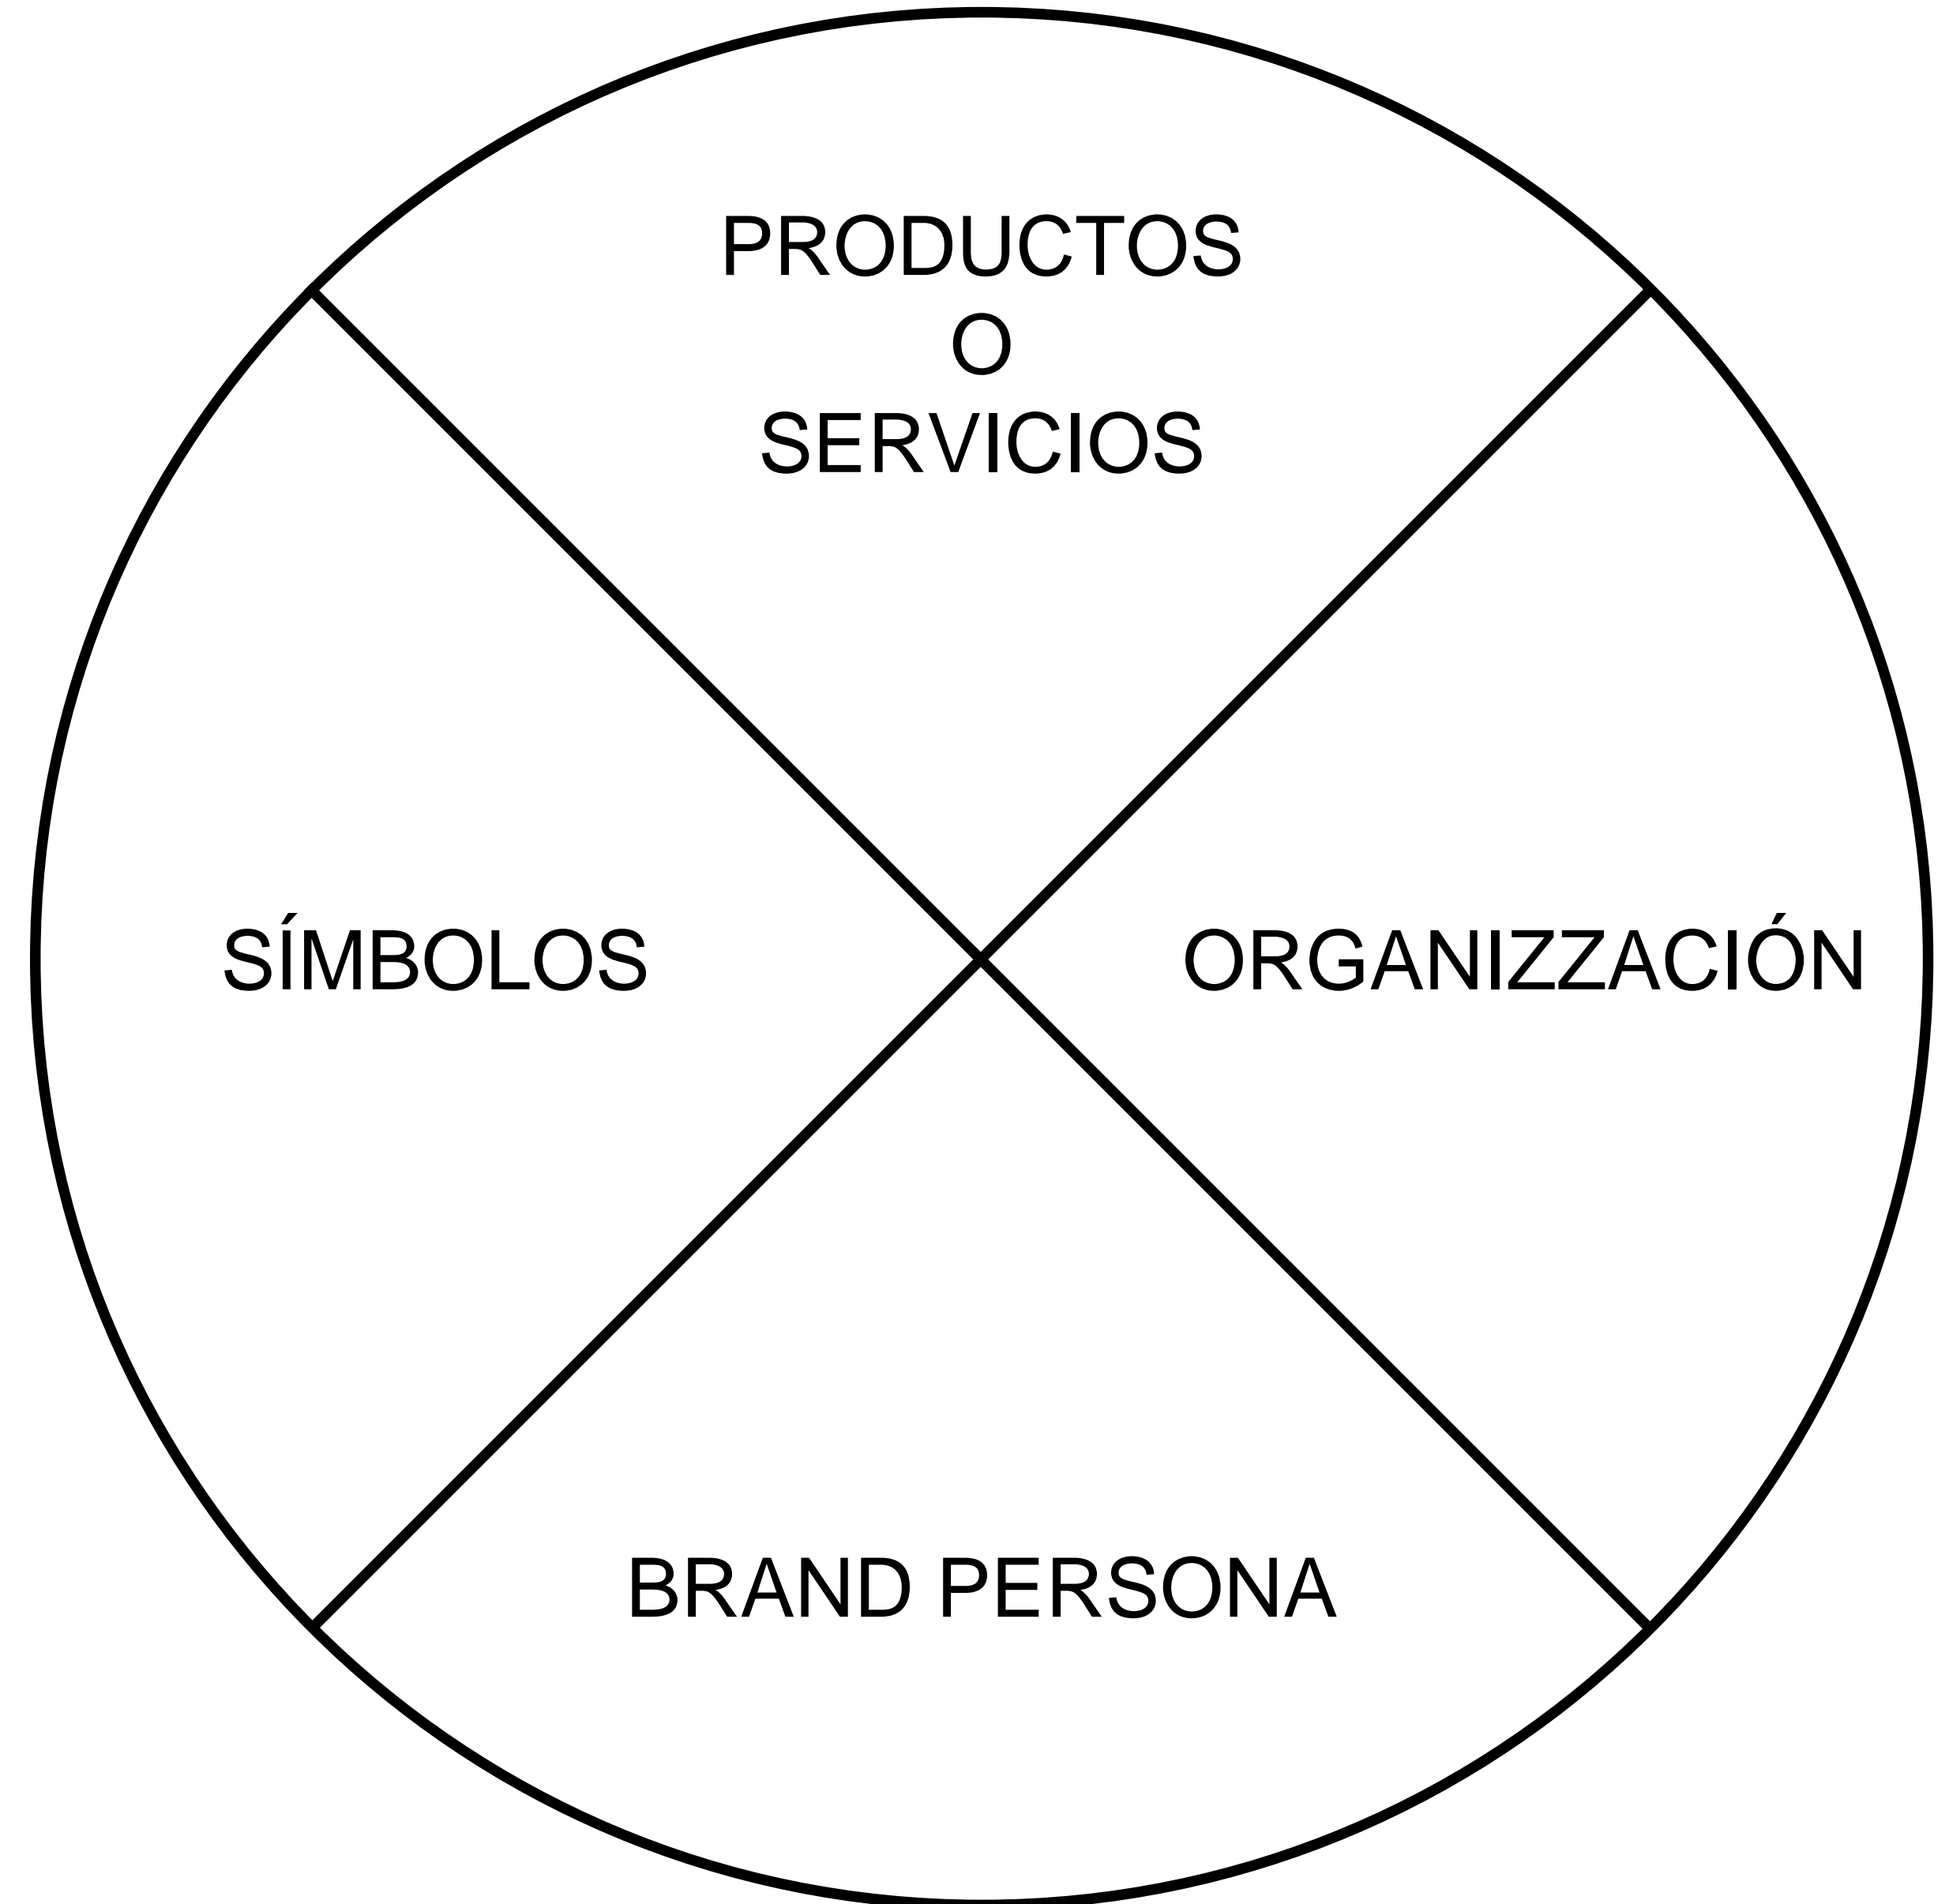 PRODUCTOS
O
SERVICIOS
SÍMBOLOS
ORGANIZZACIÓN
BRAND PERSONA